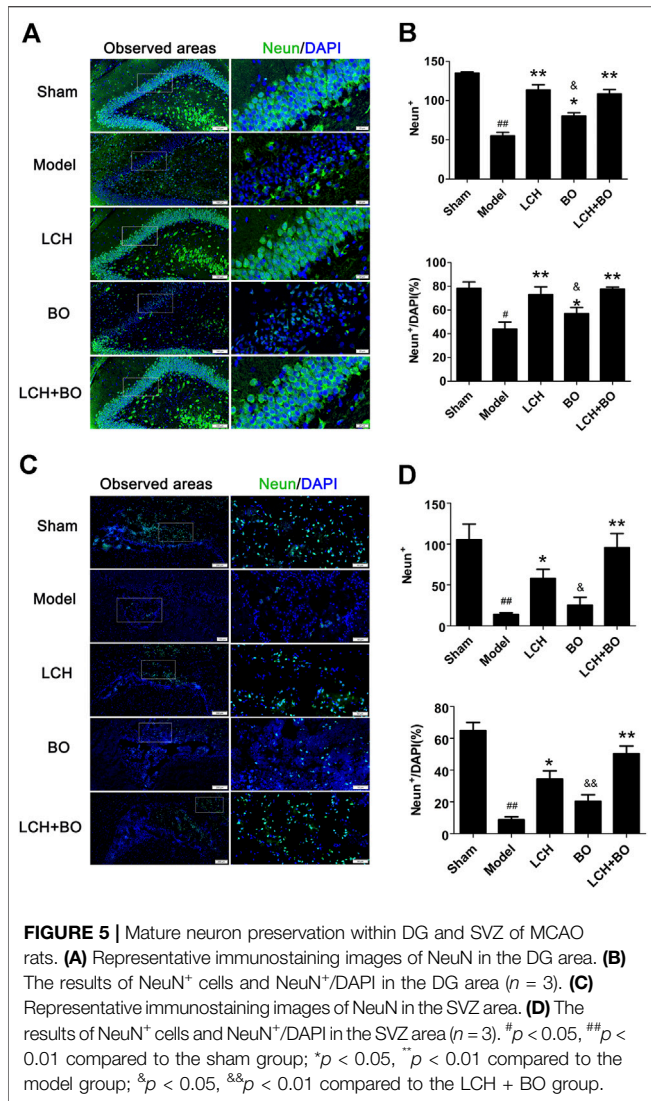 A
Observed areas Neun/DAPI
Sham
Model
LCH
BO
LCH+BO
B
Neun+
150
100
50
0
##
**
&
*
**
Sham Model LCH BO LCH+BO
Neun+/DAPI(%)
100
80
60
40
20
0
#
**
&
*
**
Sham Model LCH BO LCH+BO
C
Observed areas Neun/DAPI
Sham
Model
LCH
BO
LCH+BO
D
Neun+
150
100
50
0
##
*
&
**
Sham Model LCH BO LCH+BO
Neun+/DAPI(%)
80
60
40
20
0
##
*
&&
**
Sham Model LCH BO LCH+BO
FIGURE 5 | Mature neuron preservation within DG and SVZ of MCAO
rats. (A) Representative immunostaining images of NeuN in the DG area. (B)
The results of NeuN+ cells and NeuN+/DAPI in the DG area (n = 3). (C)
Representative immunostaining images of NeuN in the SVZ area. (D) The
results of NeuN+ cells and NeuN+/DAPI in the SVZ area (n = 3). #p < 0.05, ##p <
0.01 compared to the sham group; *p < 0.05, **p < 0.01 compared to the
model group; &p < 0.05, &&p < 0.01 compared to the LCH + BO group.